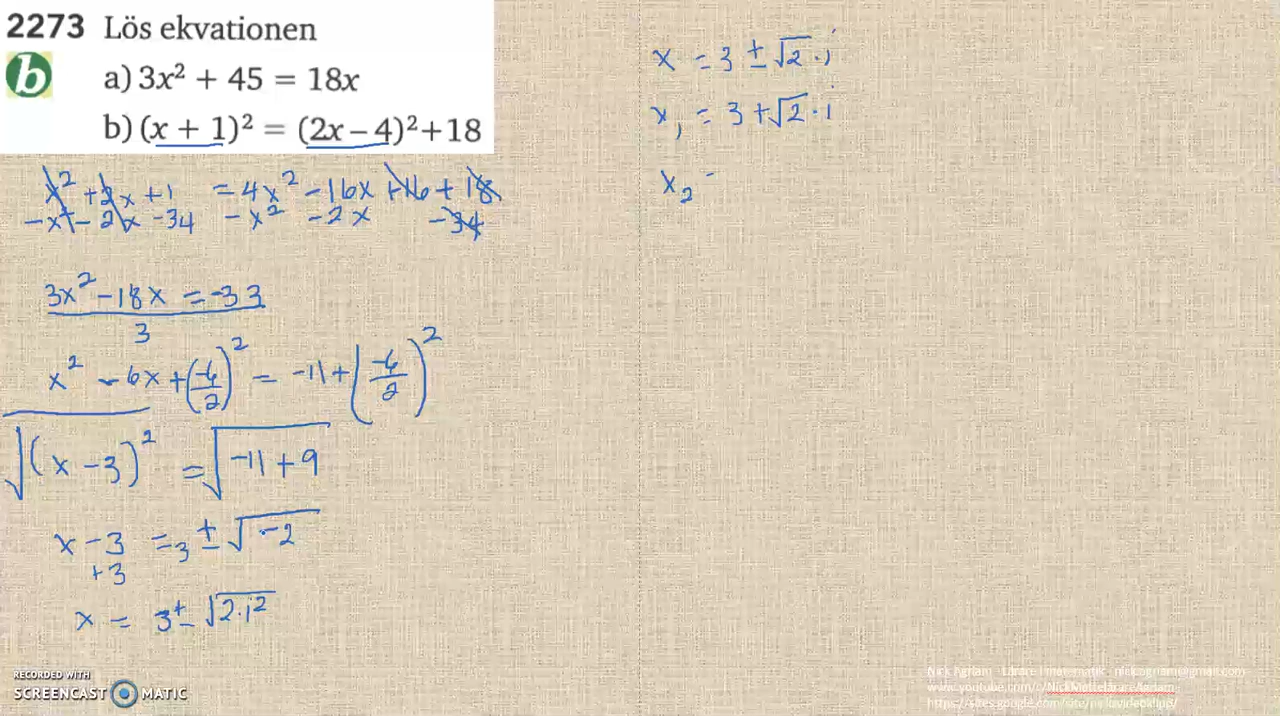 2273 Lös ekvationen
b
a) 3x² + 45 = 18x
b) (x + 1)² = (2x – 4)² + 18
x² + 2x + 1 = 4x² – 16x + 16 + 18
– x² – 2x – 34 – x² – 2x – 34
3x² – 18x = –33
3
x² – 6x + (–6/2)² = –11 + (–6/2)²
√(x – 3)² = √–11 + 9
x – 3 = 3 ± √–2
+3
x = 3 ± √2·i²
x = 3 ± √2 · i
x₁ = 3 + √2 · i
x₂ =
RECORDED WITH
SCREENCAST MATIC